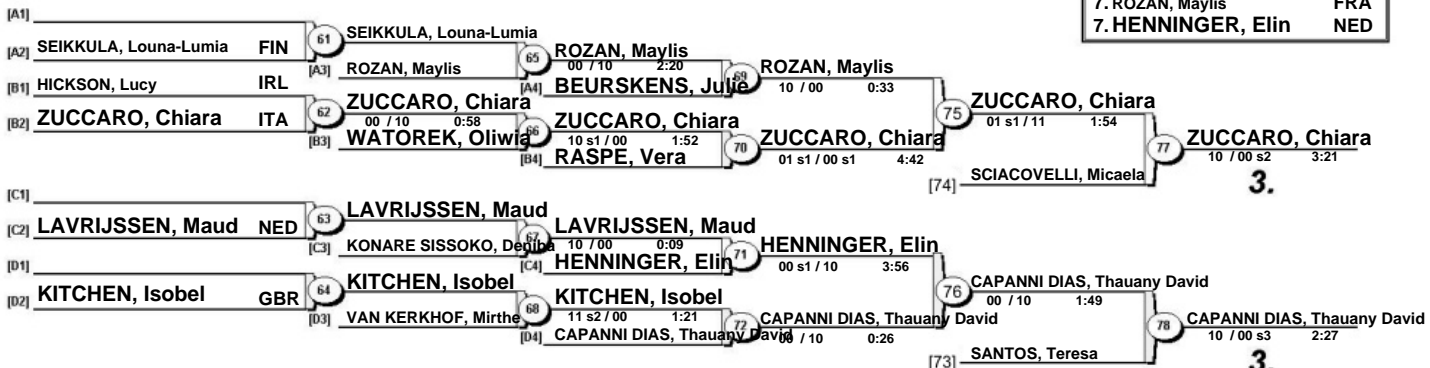 7. ROZAN, Maylis FRA
7. HENNINGER, Elin NED
[A1]
[A2] SEIKKULA, Louna-Lumia FIN
61
SEIKKULA, Louna-Lumia
[A3] ROZAN, Maylis
65
ROZAN, Maylis
00 / 10 2:20
[A4] BEURSKENS, Julie
69
ROZAN, Maylis
10 / 00 0:33
[B1] HICKSON, Lucy IRL
[B2] ZUCCARO, Chiara ITA
62
ZUCCARO, Chiara
00 / 10 0:58
[B3] WATOREK, Oliwia
66
ZUCCARO, Chiara
10 s1 / 00 1:52
[B4] RASPE, Vera
70
ZUCCARO, Chiara
01 s1 / 00 s1 4:42
75
ZUCCARO, Chiara
01 s1 / 11 1:54
[74] SCIACOVELLI, Micaela
77
ZUCCARO, Chiara
10 / 00 s2 3:21
3.
[C1]
[C2] LAVRIJSSEN, Maud NED
63
LAVRIJSSEN, Maud
[C3] KONARE SISSOKO, Deniba
67
LAVRIJSSEN, Maud
10 / 00 0:09
[C4] HENNINGER, Elin
71
HENNINGER, Elin
00 s1 / 10 3:56
[D1]
[D2] KITCHEN, Isobel GBR
64
KITCHEN, Isobel
[D3] VAN KERKHOF, Mirthe
68
KITCHEN, Isobel
11 s2 / 00 1:21
[D4] CAPANNI DIAS, Thauany David
72
CAPANNI DIAS, Thauany David
00 / 10 0:26
76
CAPANNI DIAS, Thauany David
00 / 10 1:49
[73] SANTOS, Teresa
78
CAPANNI DIAS, Thauany David
10 / 00 s3 2:27
3.